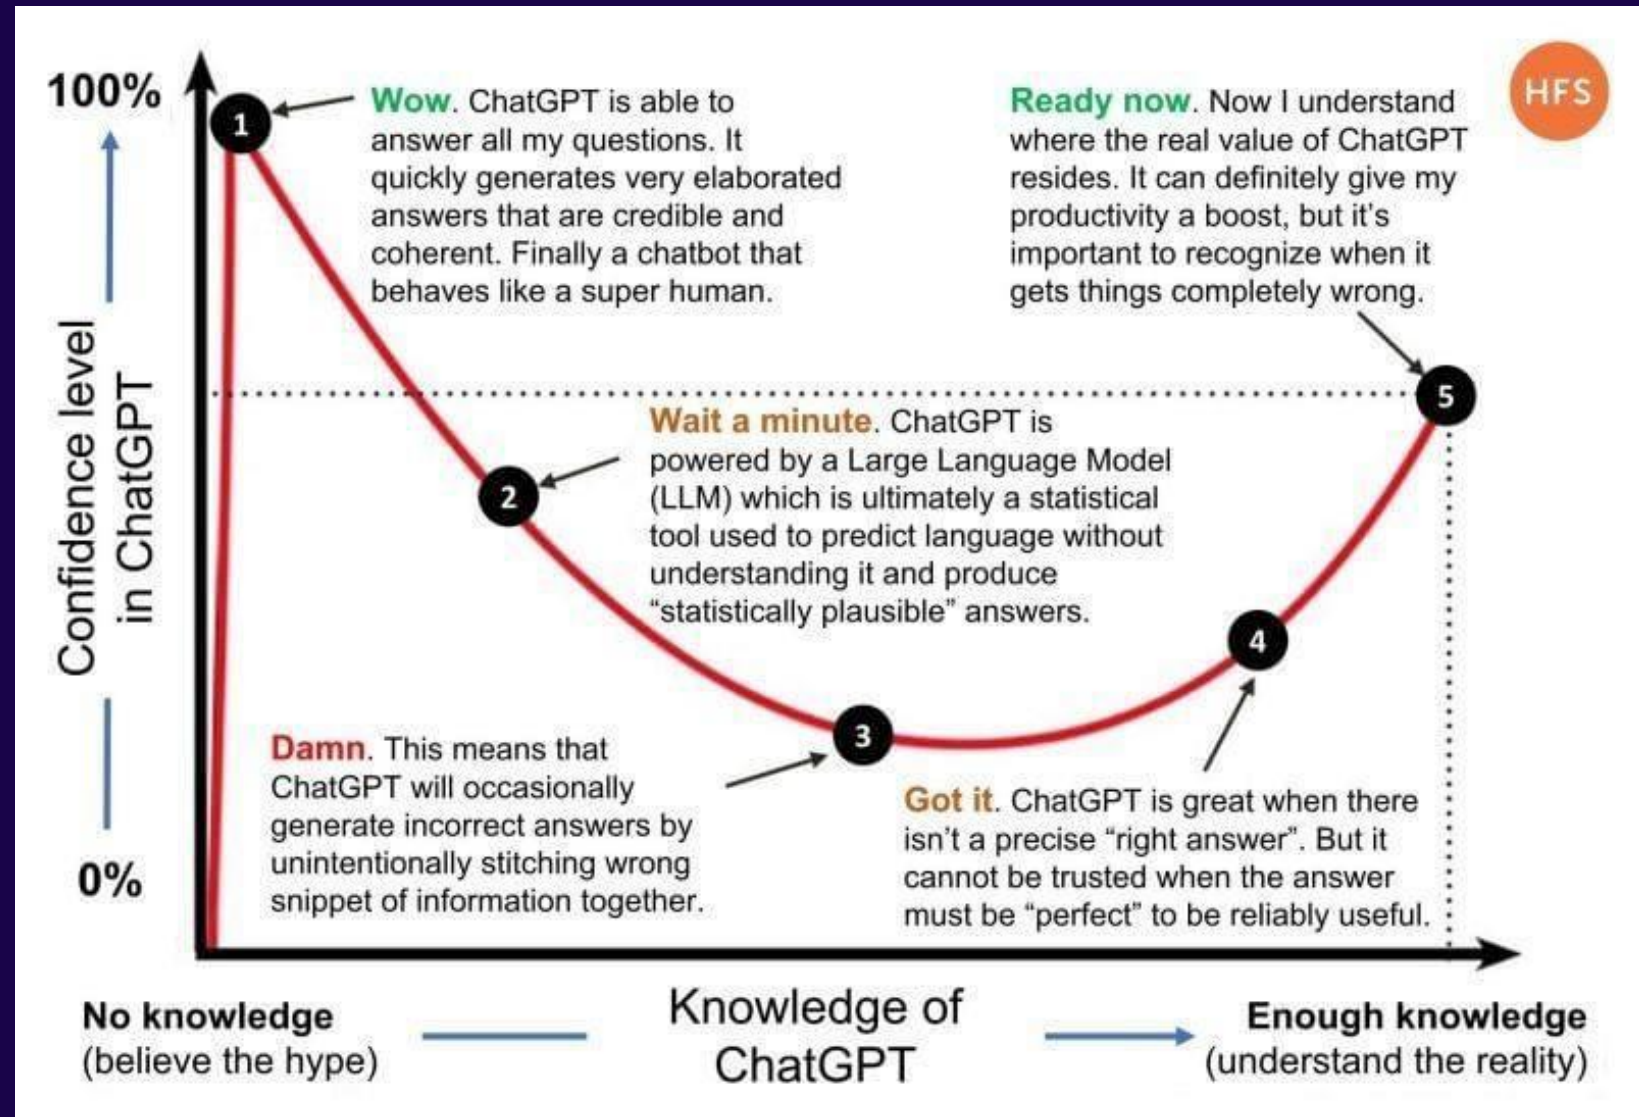 100%
1
Wow. ChatGPT is able to
answer all my questions. It
quickly generates very elaborated
answers that are credible and
coherent. Finally a chatbot that
behaves like a super human.
Ready now. Now I understand
where the real value of ChatGPT
resides. It can definitely give my
productivity a boost, but it's
important to recognize when it
gets things completely wrong.
HFS
5
Confidence level
in ChatGPT
2
Wait a minute. ChatGPT is
powered by a Large Language Model
(LLM) which is ultimately a statistical
tool used to predict language without
understanding it and produce
“statistically plausible” answers.
4
3
Damn. This means that
ChatGPT will occasionally
generate incorrect answers by
unintentionally stitching wrong
snippet of information together.
Got it. ChatGPT is great when there
isn't a precise “right answer”. But it
cannot be trusted when the answer
must be “perfect” to be reliably useful.
0%
No knowledge
(believe the hype)
Knowledge of
ChatGPT
Enough knowledge
(understand the reality)